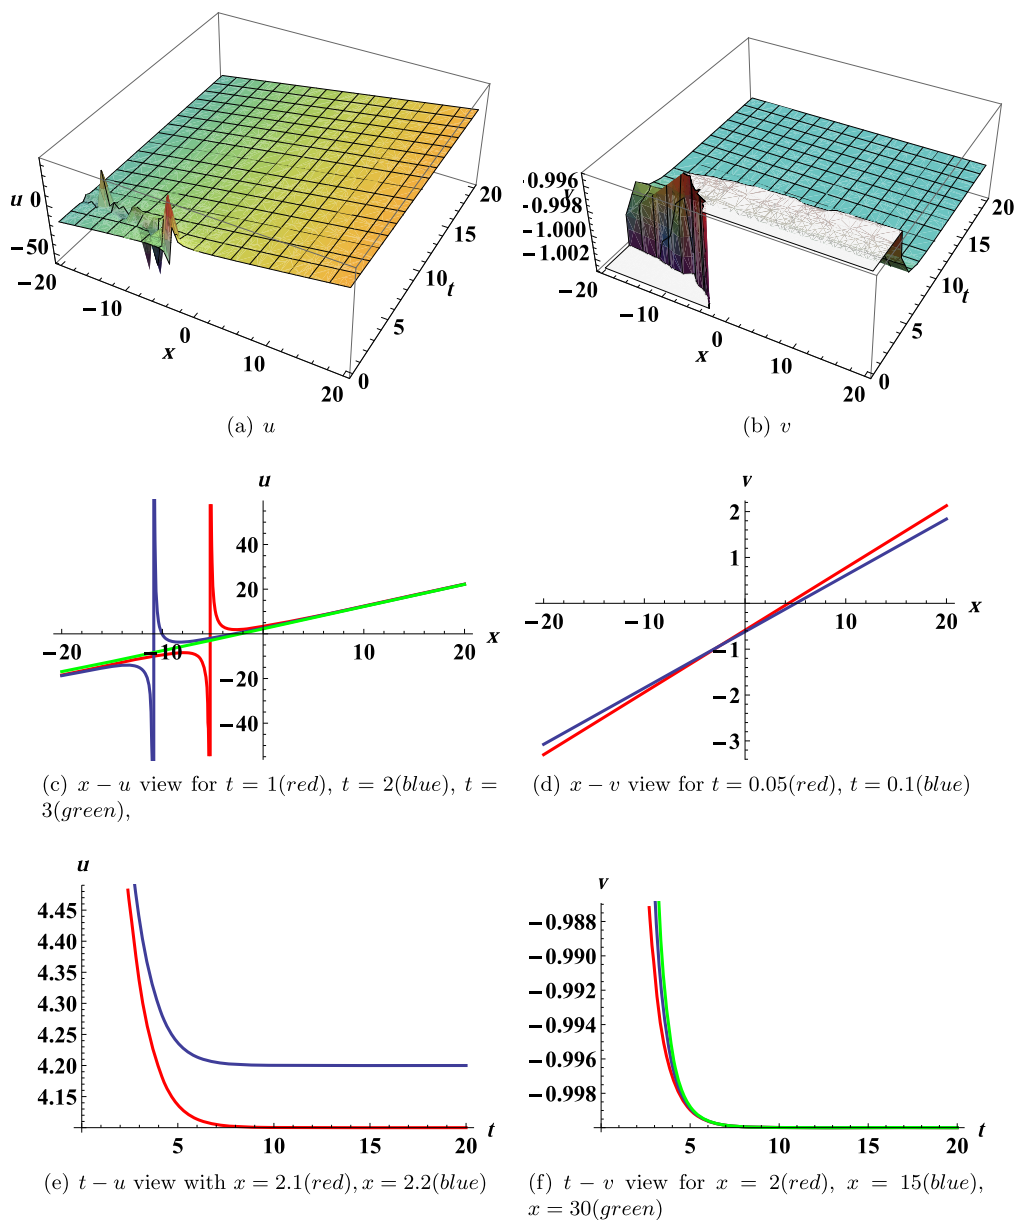 u 0
−50
−20
−10
0
10
20
x
0
5
10
15
20
t
(a) u
−0.996
−0.998
−1.000
−1.002
v
−20
−10
0
10
20
x
0
5
10
15
20
t
(b) v
u
40
20
−20
−40
−20
−10
10
20
x
(c) x − u view for t = 1(red), t = 2(blue), t =
3(green),
v
2
1
−1
−2
−3
−20
−10
10
20
x
(d) x − v view for t = 0.05(red), t = 0.1(blue)
u
4.45
4.40
4.35
4.30
4.25
4.20
4.15
5
10
15
20
t
(e) t − u view with x = 2.1(red), x = 2.2(blue)
v
−0.988
−0.990
−0.992
−0.994
−0.996
−0.998
5
10
15
20
t
(f) t − v view for x = 2(red), x = 15(blue),
x = 30(green)